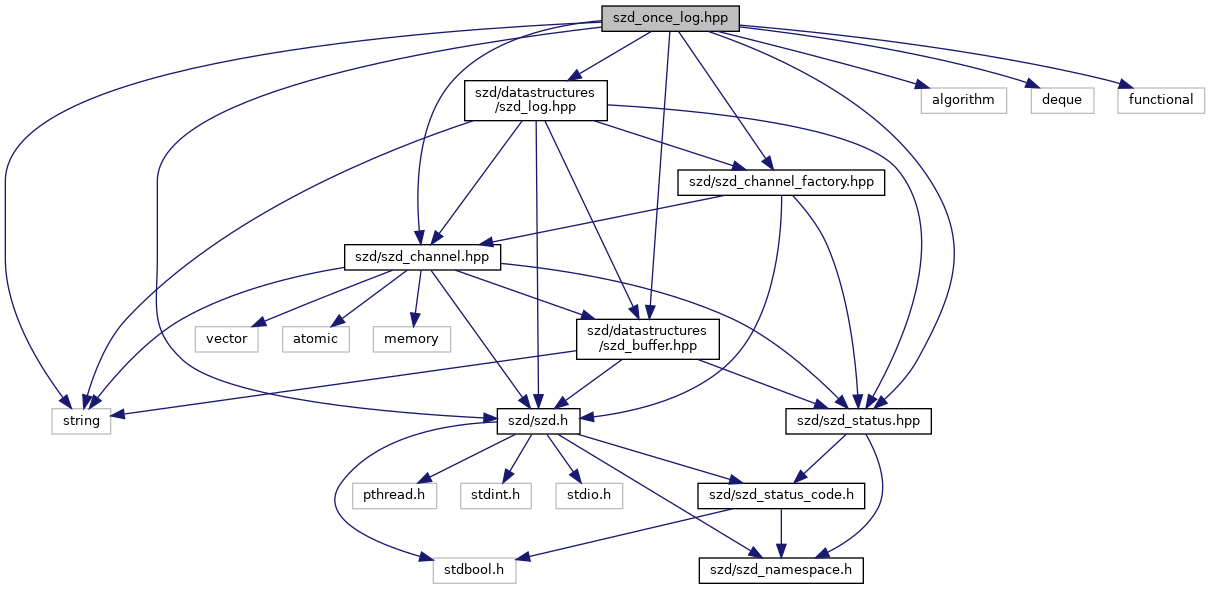 szd_once_log.hpp
szd/datastructures
/szd_log.hpp
algorithm
deque
functional
szd/szd_channel_factory.hpp
szd/szd_channel.hpp
vector
atomic
memory
szd/datastructures
/szd_buffer.hpp
string
szd/szd.h
szd/szd_status.hpp
pthread.h
stdint.h
stdio.h
szd/szd_status_code.h
stdbool.h
szd/szd_namespace.h